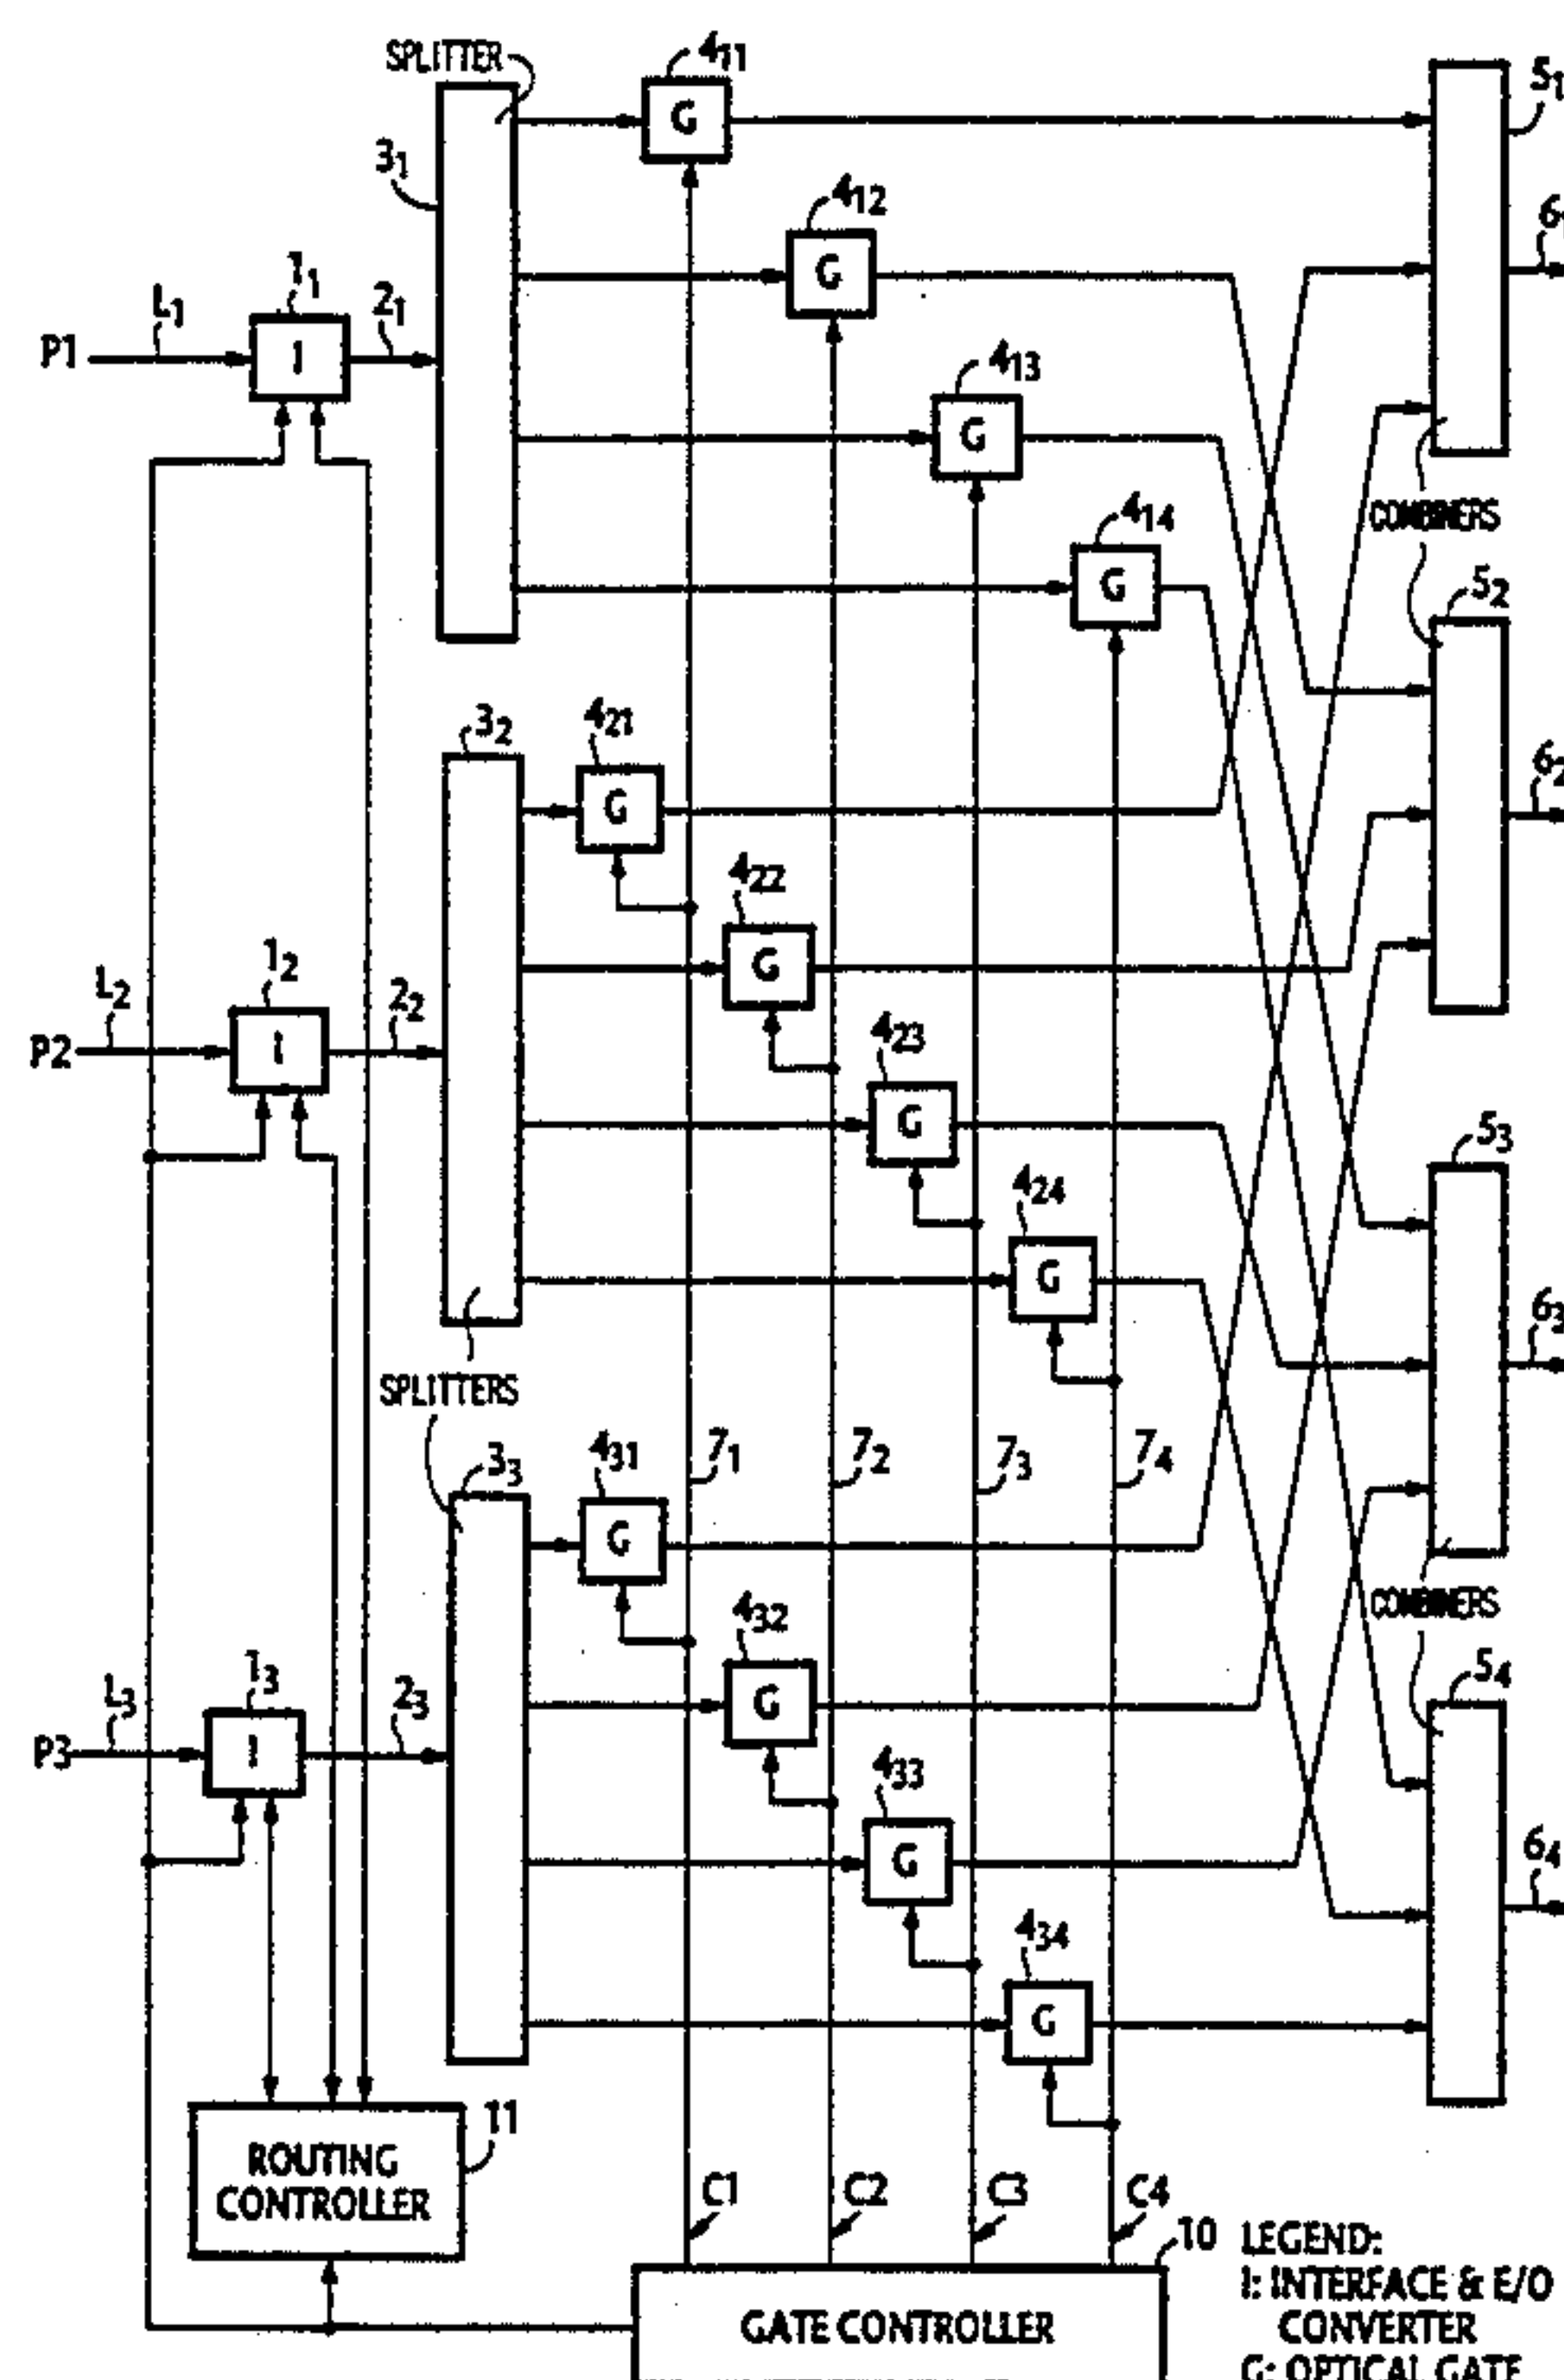 SPLITTER
4₁₁
5₁
3₁
4₁₂
6₁
1₁
P1
L₁
I
2₁
G
G
4₁₃
G
4₁₄
G
COMBINERS
5₂
3₂
4₂₁
G
6₂
4₂₂
G
P2
L₂
1₂
I
2₂
4₂₃
G
5₃
4₂₄
G
6₃
SPLITTERS
3₃
4₃₁
G
7₁
7₂
7₃
7₄
4₃₂
G
COMBINERS
5₄
P3
L₃
1₃
I
2₃
4₃₃
G
6₄
4₃₄
G
11
ROUTING
CONTROLLER
C1
C2
C3
C4
10
GATE CONTROLLER
LEGEND:
I: INTERFACE & E/O
CONVERTER
G: OPTICAL GATE